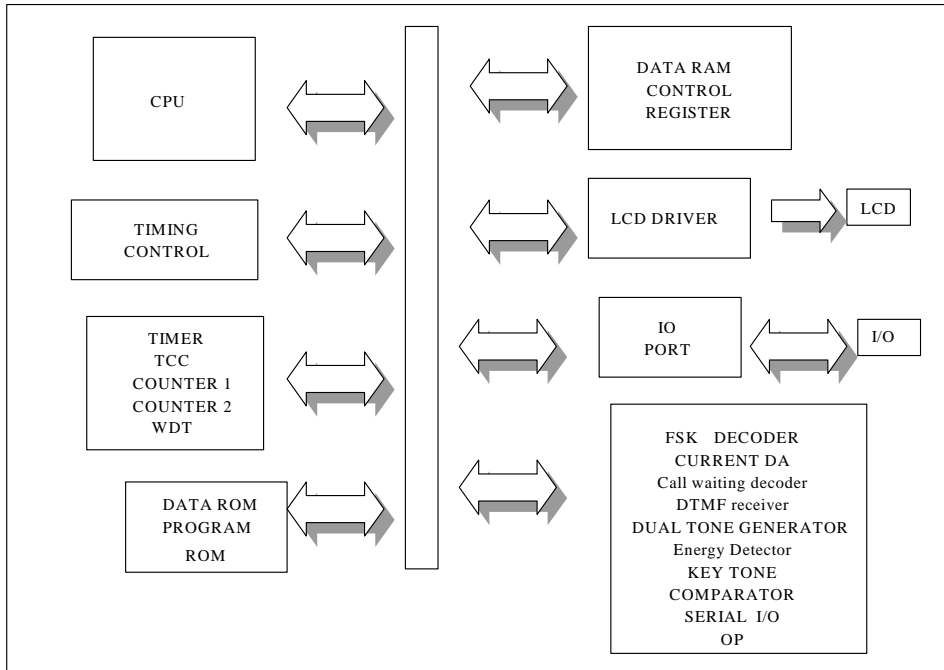 CPU
TIMING
CONTROL
TIMER
TCC
COUNTER 1
COUNTER 2
WDT
DATA ROM
PROGRAM
ROM
DATA RAM
CONTROL
REGISTER
LCD DRIVER
LCD
IO
PORT
I/O
FSK DECODER
CURRENT DA
Call waiting decoder
DTMF receiver
DUAL TONE GENERATOR
Energy Detector
KEY TONE
COMPARATOR
SERIAL I/O
OP